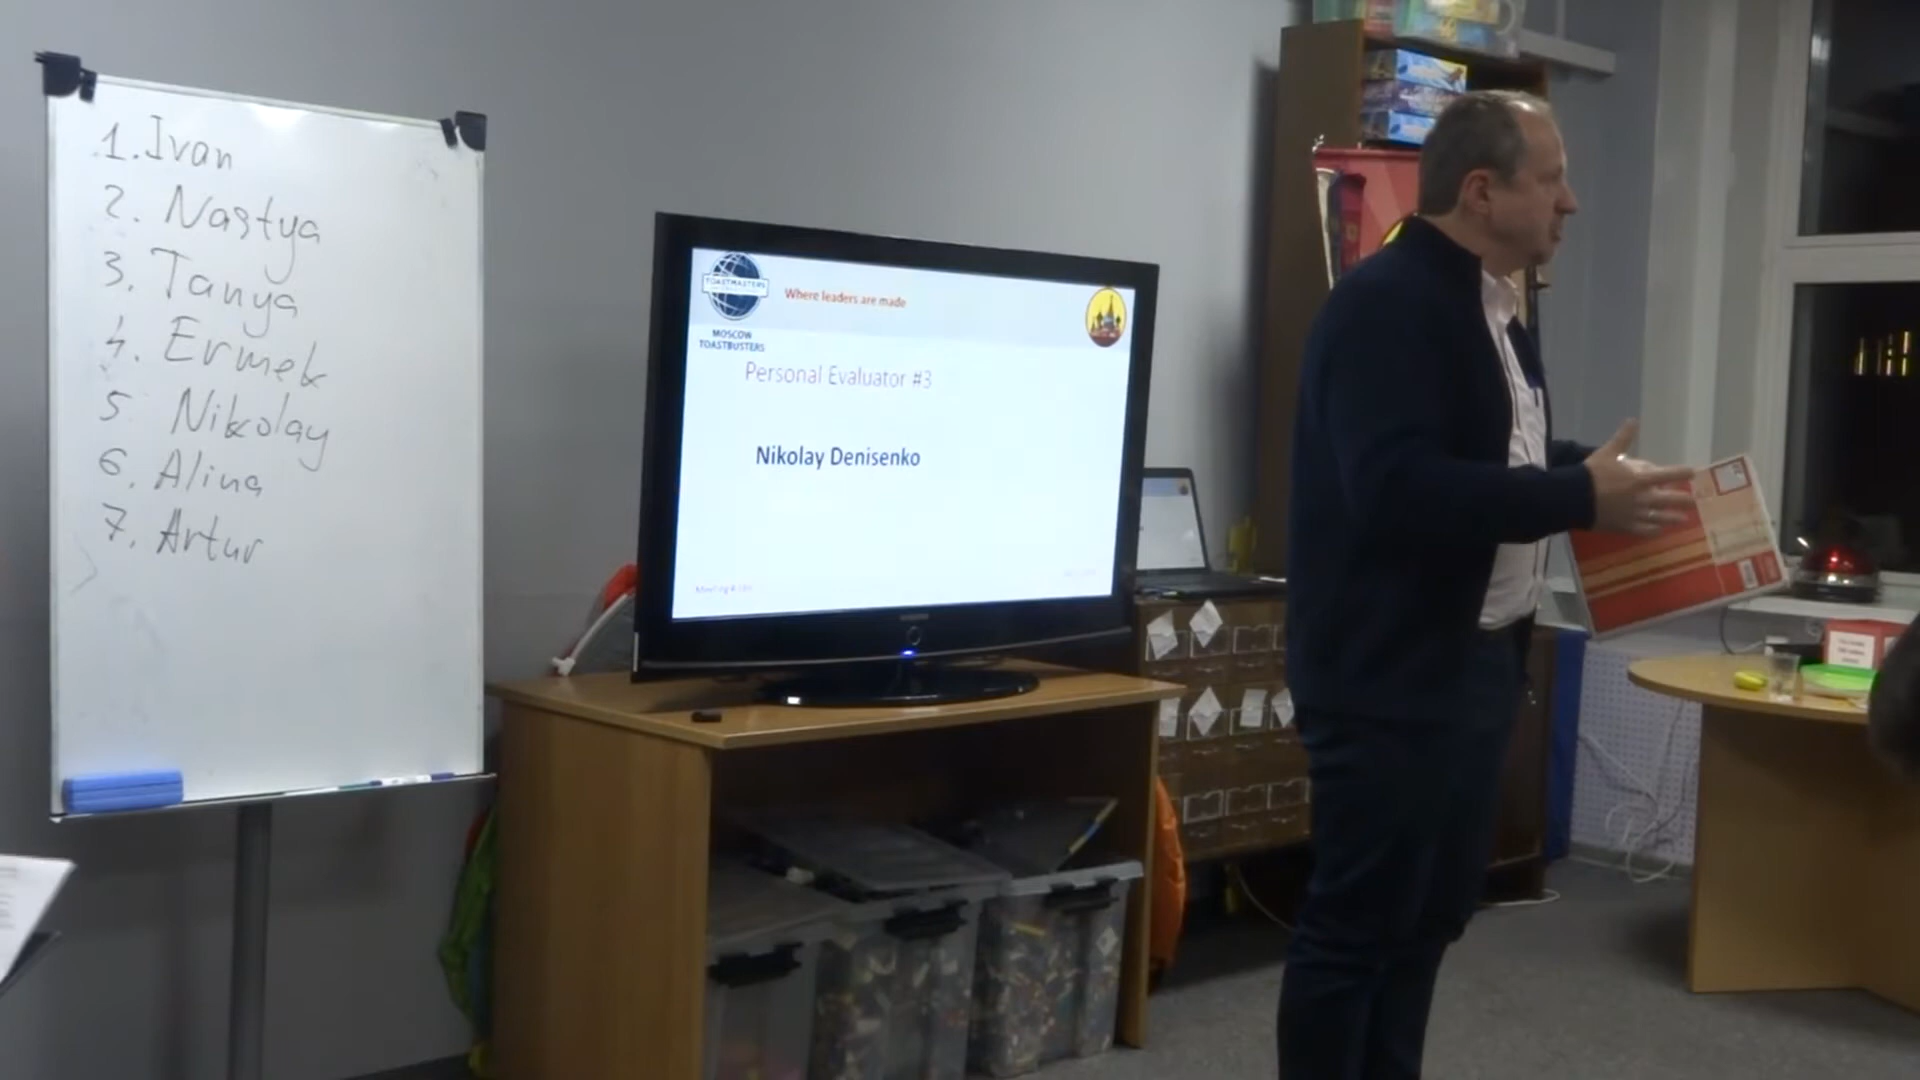 1. Ivan
2. Nastya
3. Tanya
4. Ermek
5 Nikolay
6. Alina
7. Artur
TOASTMASTERS
Where leaders are made
MOSCOW
TOASTBUSTERS
Personal Evaluator #3
Nikolay Denisenko